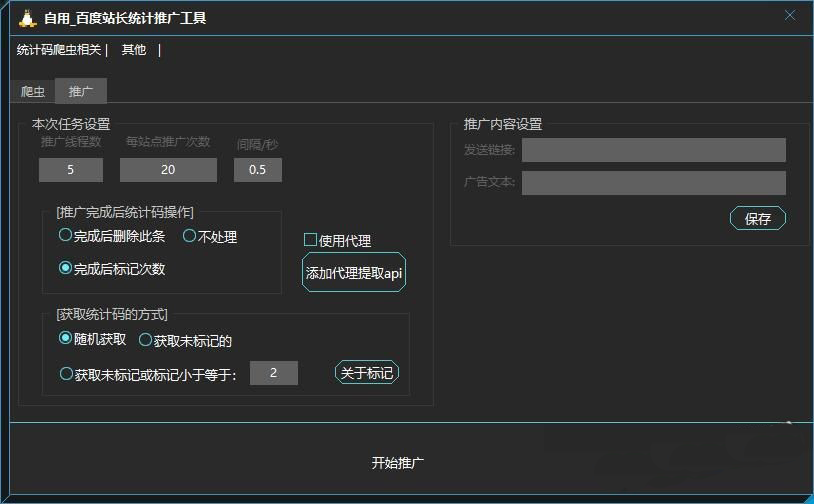 自用_百度站长统计推广工具
统计码爬虫相关 | 其他 |
爬虫 推广
本次任务设置
推广线程数 每站点推广次数 间隔/秒
5 20 0.5
[推广完成后统计码操作]
完成后删除此条 不处理
完成后标记次数
使用代理
添加代理提取api
[获取统计码的方式]
随机获取 获取未标记的
获取未标记或标记小于等于: 2
关于标记
推广内容设置
发送链接:
广告文本:
保存
开始推广